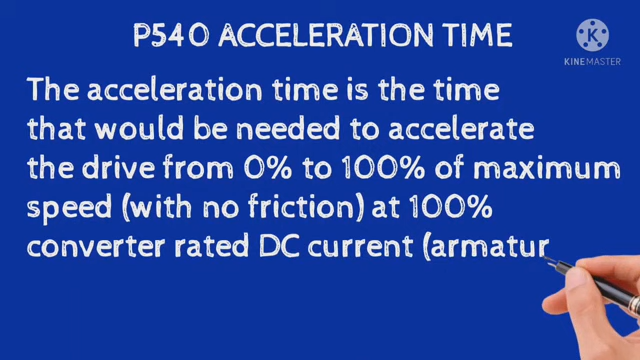 P540 ACCELERATION TIME
K
KINEMASTER
The acceleration time is the time
that would be needed to accelerate
the drive from 0% to 100% of maximum
speed (with no friction) at 100%
converter rated DC current (armatur